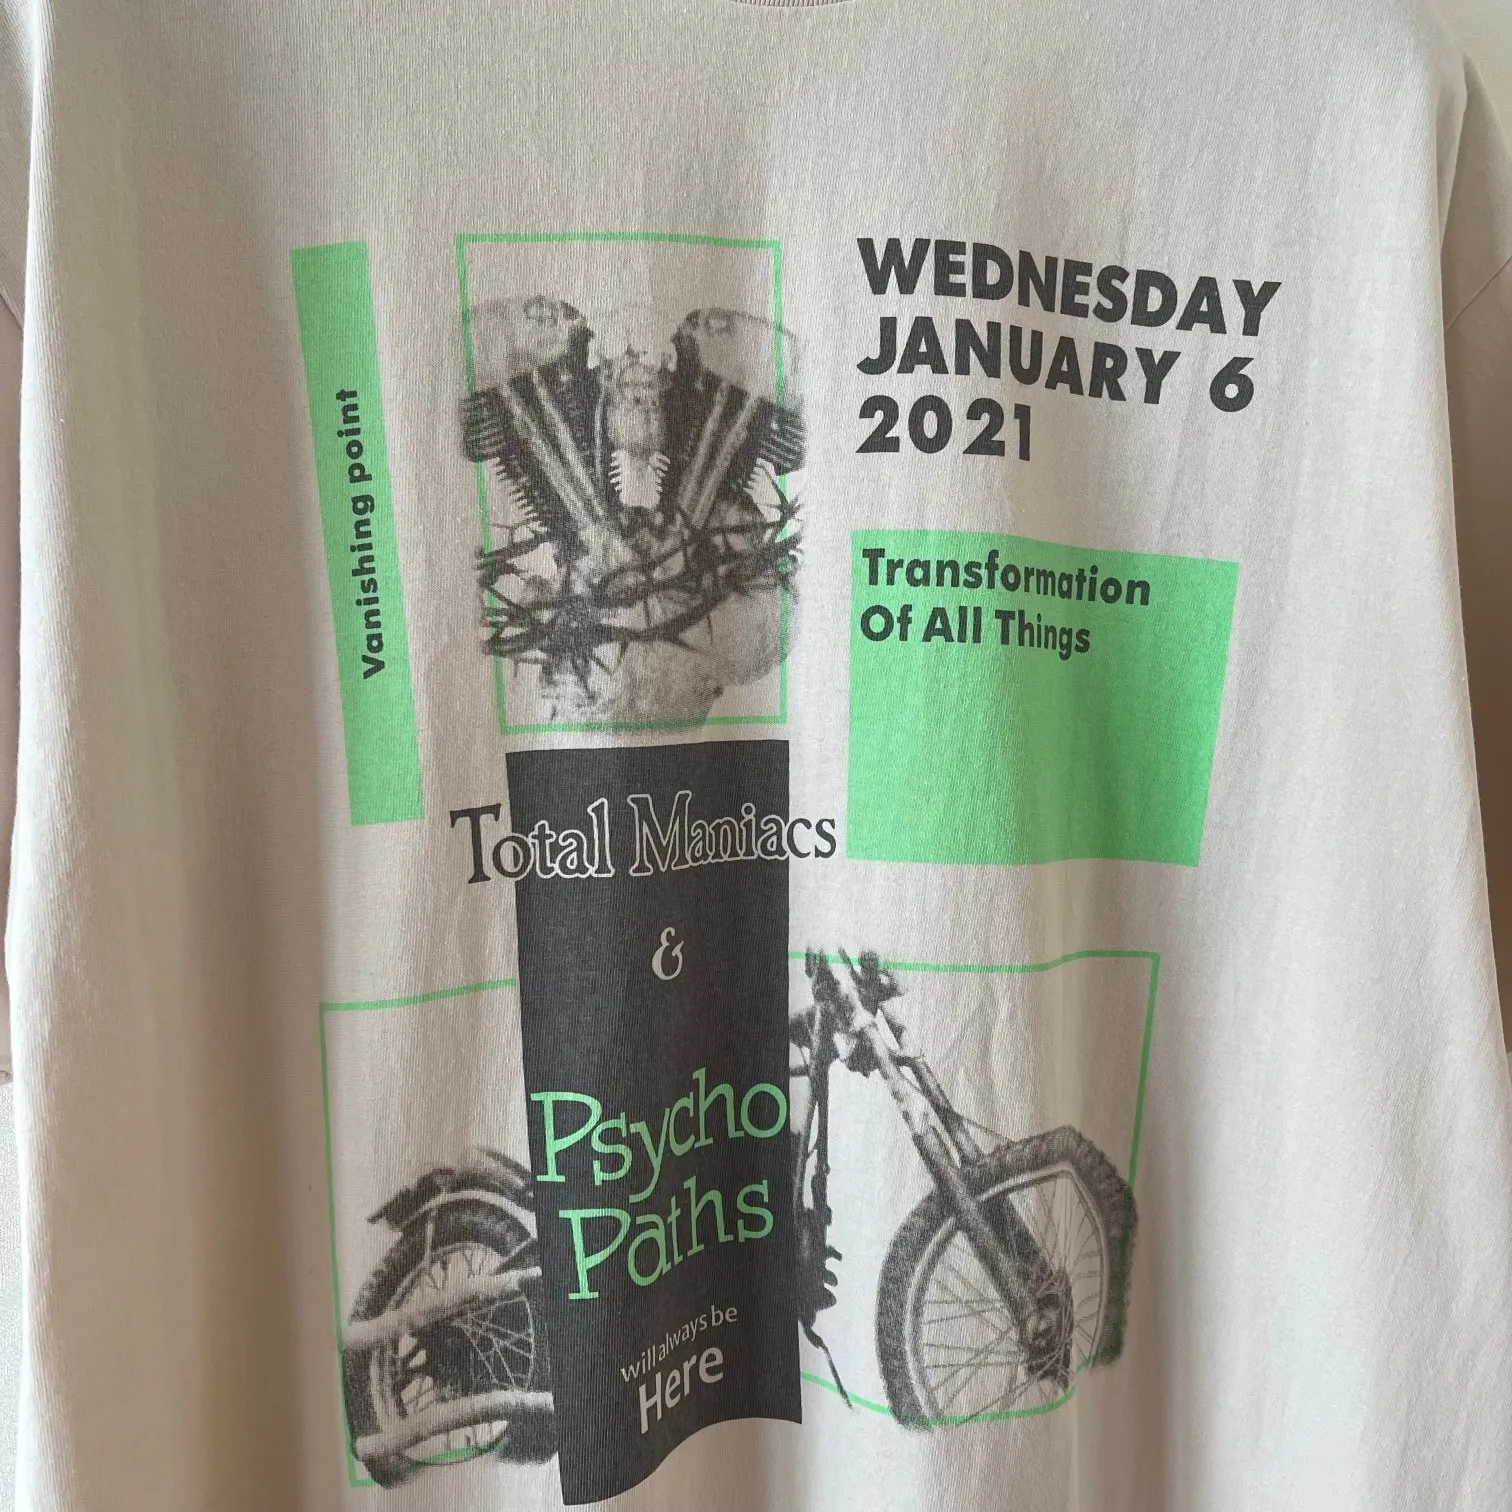 Vanishing point
WEDNESDAY
JANUARY 6
2021
Transformation
Of All Things
Total Maniacs
&
Psycho
Paths
will always be
Here